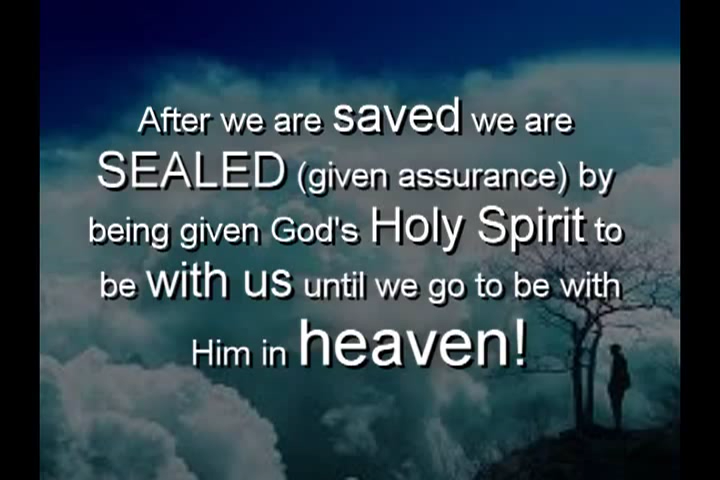 After we are saved we are
SEALED (given assurance) by
being given God's Holy Spirit to
be with us until we go to be with
Him in heaven!